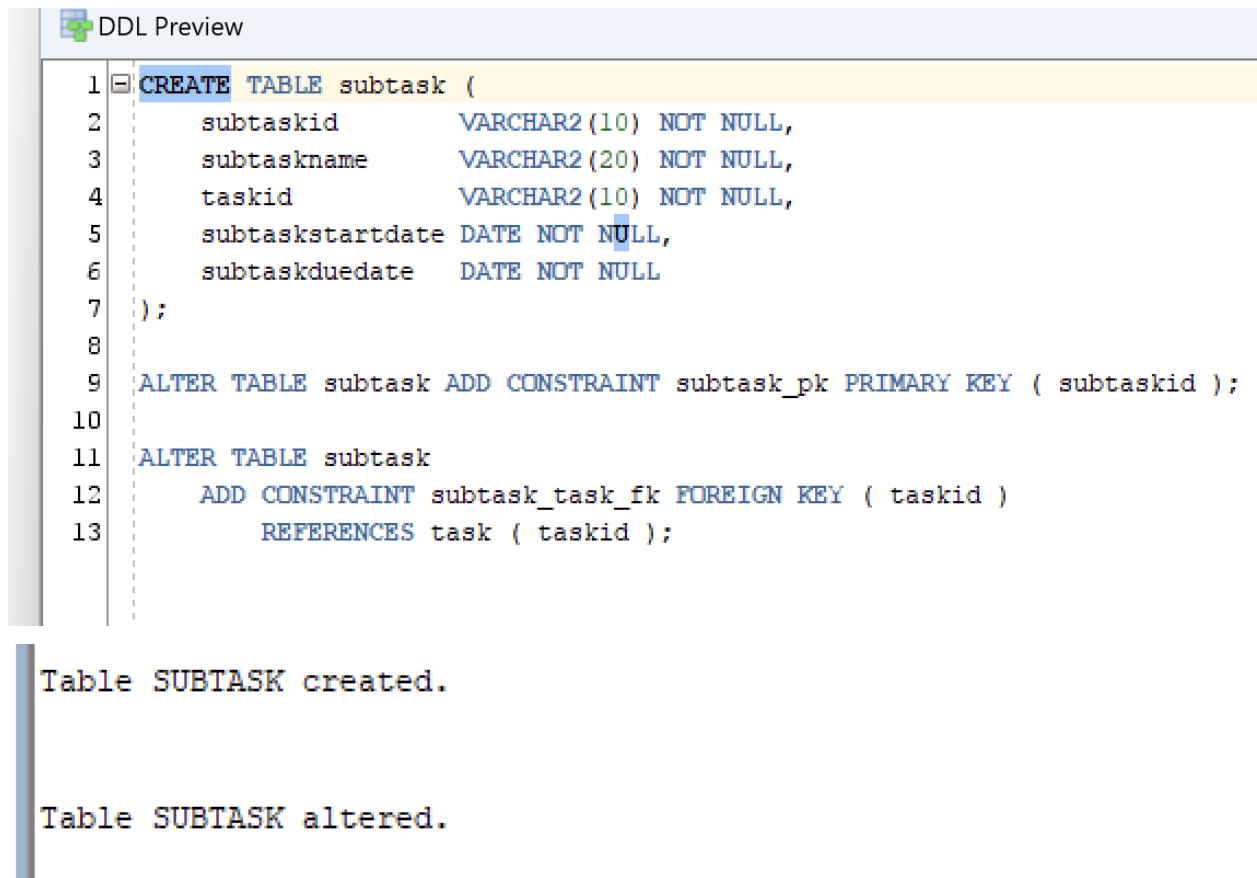 DDL Preview
1 CREATE TABLE subtask (
2 subtaskid VARCHAR2(10) NOT NULL,
3 subtaskname VARCHAR2(20) NOT NULL,
4 taskid VARCHAR2(10) NOT NULL,
5 subtaskstartdate DATE NOT NULL,
6 subtaskduedate DATE NOT NULL
7 );
8
9 ALTER TABLE subtask ADD CONSTRAINT subtask_pk PRIMARY KEY ( subtaskid );
10
11 ALTER TABLE subtask
12 ADD CONSTRAINT subtask_task_fk FOREIGN KEY ( taskid )
13 REFERENCES task ( taskid );
Table SUBTASK created.
Table SUBTASK altered.